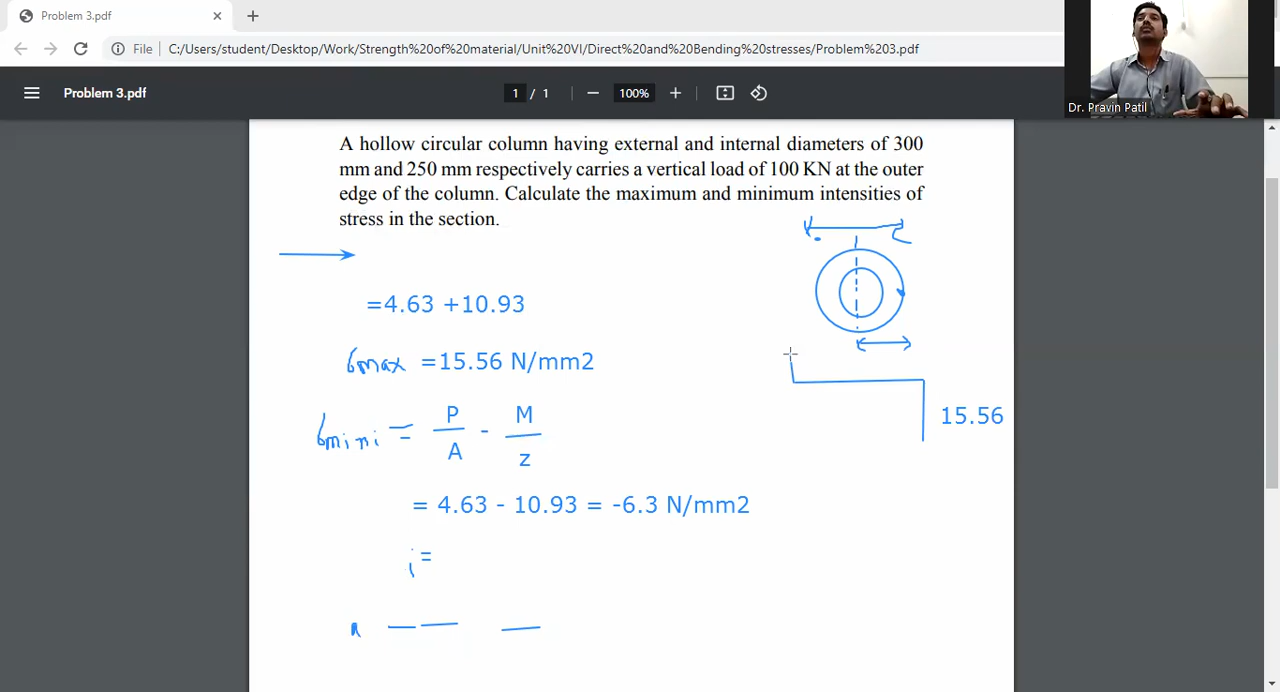 Problem 3.pdf
File C:/Users/student/Desktop/Work/Strength%20of%20material/Unit%20VI/Direct%20and%20Bending%20stresses/Problem%203.pdf
Problem 3.pdf 1 / 1 100%
Dr. Pravin Patil
A hollow circular column having external and internal diameters of 300
mm and 250 mm respectively carries a vertical load of 100 KN at the outer
edge of the column. Calculate the maximum and minimum intensities of
stress in the section.
=4.63 +10.93
6max =15.56 N/mm2
15.56
6mini = P/A - M/z
= 4.63 - 10.93 = -6.3 N/mm2
i =